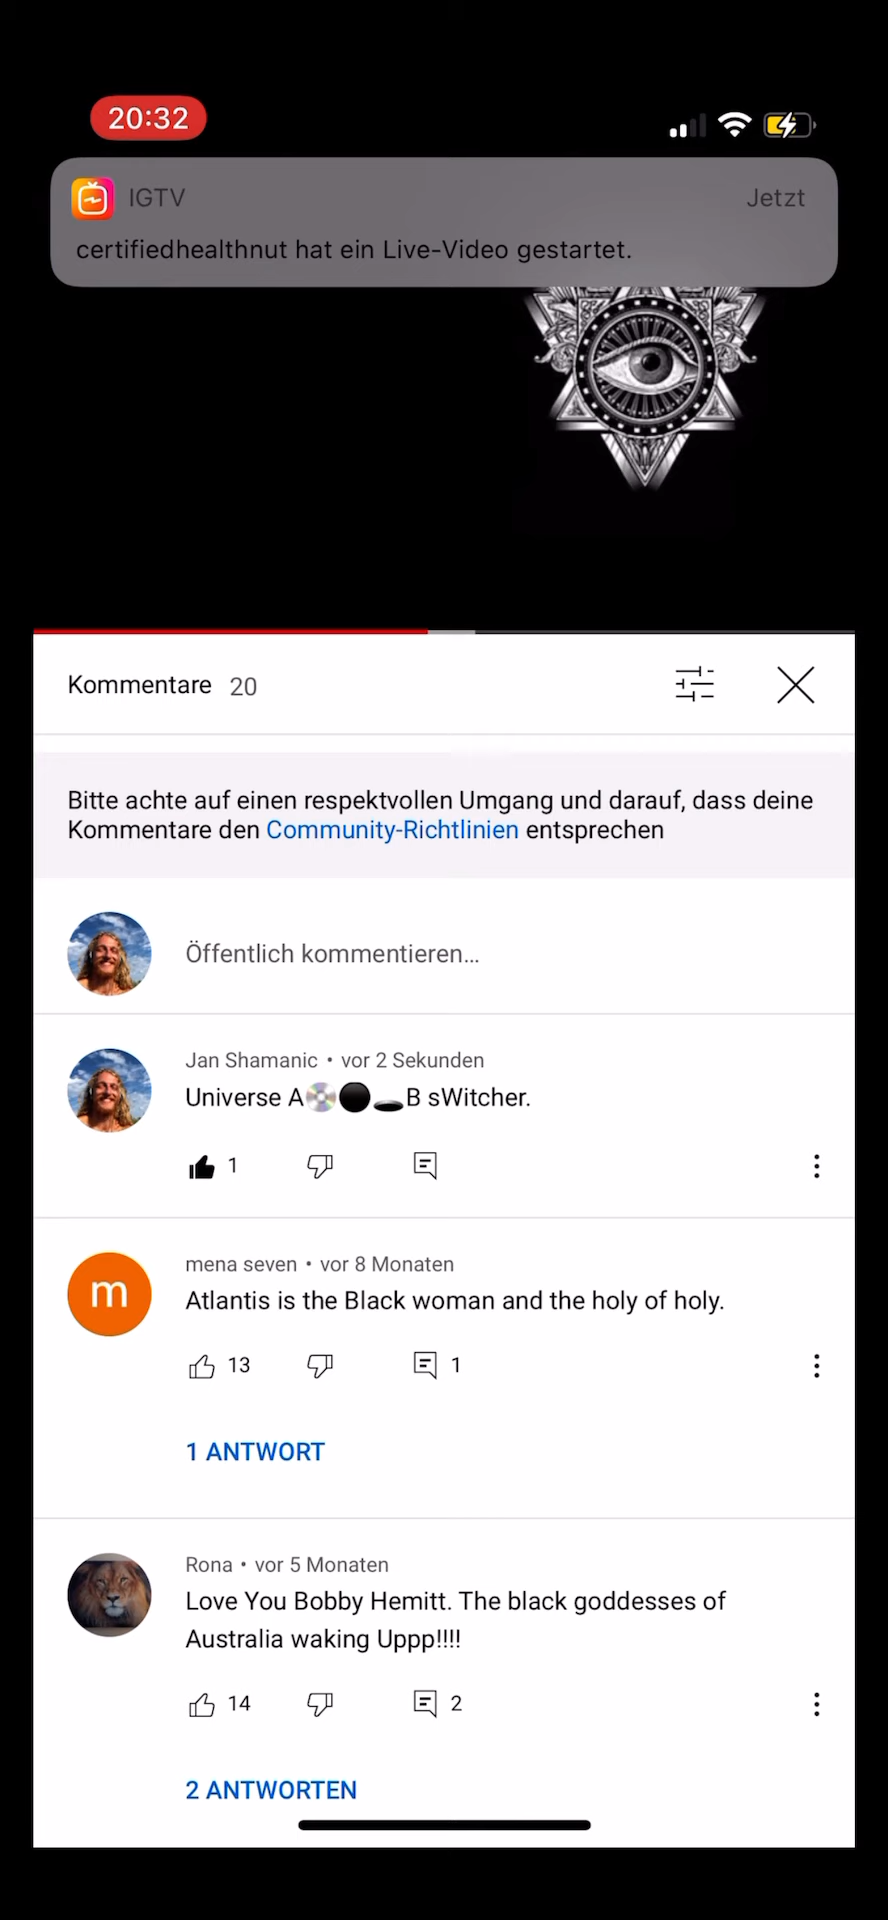 20:32
IGTV
Jetzt
certifiedhealthnut hat ein Live-Video gestartet.
Kommentare 20
Bitte achte auf einen respektvollen Umgang und darauf, dass deine
Kommentare den Community-Richtlinien entsprechen
Öffentlich kommentieren...
Jan Shamanic • vor 2 Sekunden
Universe A💿⚫🕳️B sWitcher.
1
m
mena seven • vor 8 Monaten
Atlantis is the Black woman and the holy of holy.
13 1
1 ANTWORT
Rona • vor 5 Monaten
Love You Bobby Hemitt. The black goddesses of
Australia waking Uppp!!!!
14 2
2 ANTWORTEN